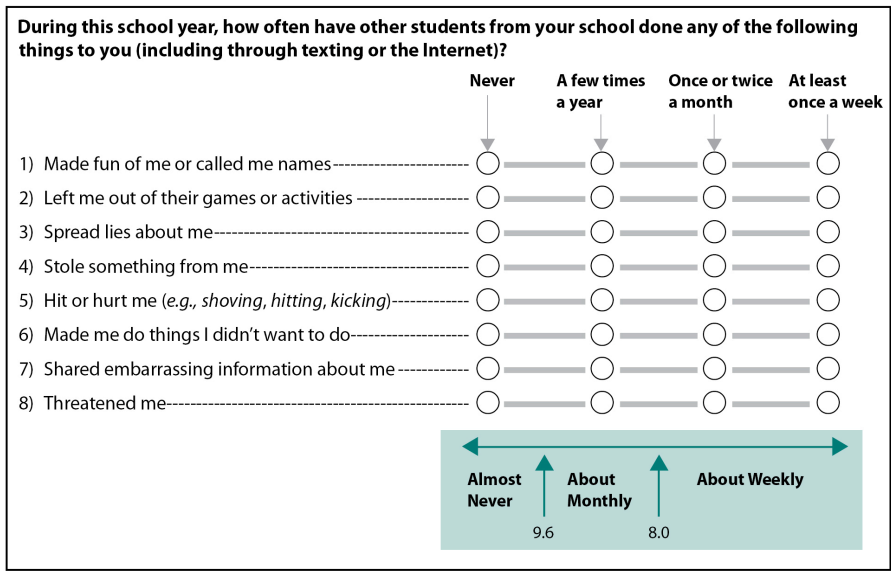 During this school year, how often have other students from your school done any of the following
things to you (including through texting or the Internet)?
Never
A few times
a year
Once or twice
a month
At least
once a week
1) Made fun of me or called me names
2) Left me out of their games or activities
3) Spread lies about me
4) Stole something from me
5) Hit or hurt me (e.g., shoving, hitting, kicking)
6) Made me do things I didn’t want to do
7) Shared embarrassing information about me
8) Threatened me
Almost
Never
About
Monthly
About Weekly
9.6
8.0